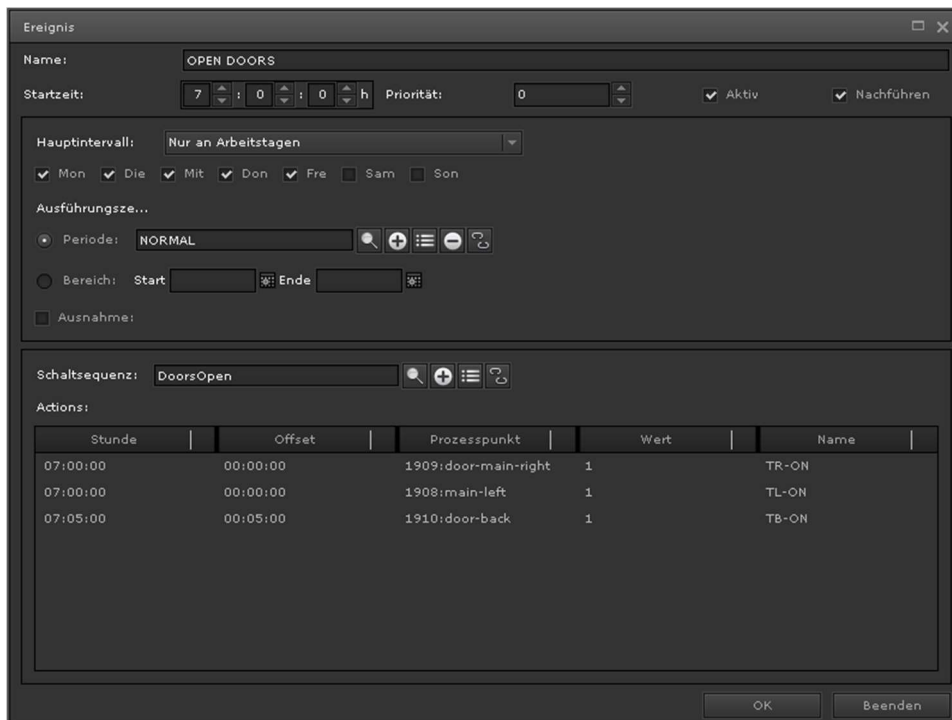 Ereignis
Name: OPEN DOORS
Startzeit: 7 : 0 : 0 h Priorität: 0 Aktiv Nachführen
Hauptintervall: Nur an Arbeitstagen
Mon Die Mit Don Fre Sam Son
Ausführungsze...
Periode: NORMAL
Bereich: Start Ende
Ausnahme:
Schaltsequenz: DoorsOpen
Actions:
Stunde Offset Prozesspunkt Wert Name
07:00:00 00:00:00 1909:door-main-right 1 TR-ON
07:00:00 00:00:00 1908:main-left 1 TL-ON
07:05:00 00:05:00 1910:door-back 1 TB-ON
OK Beenden